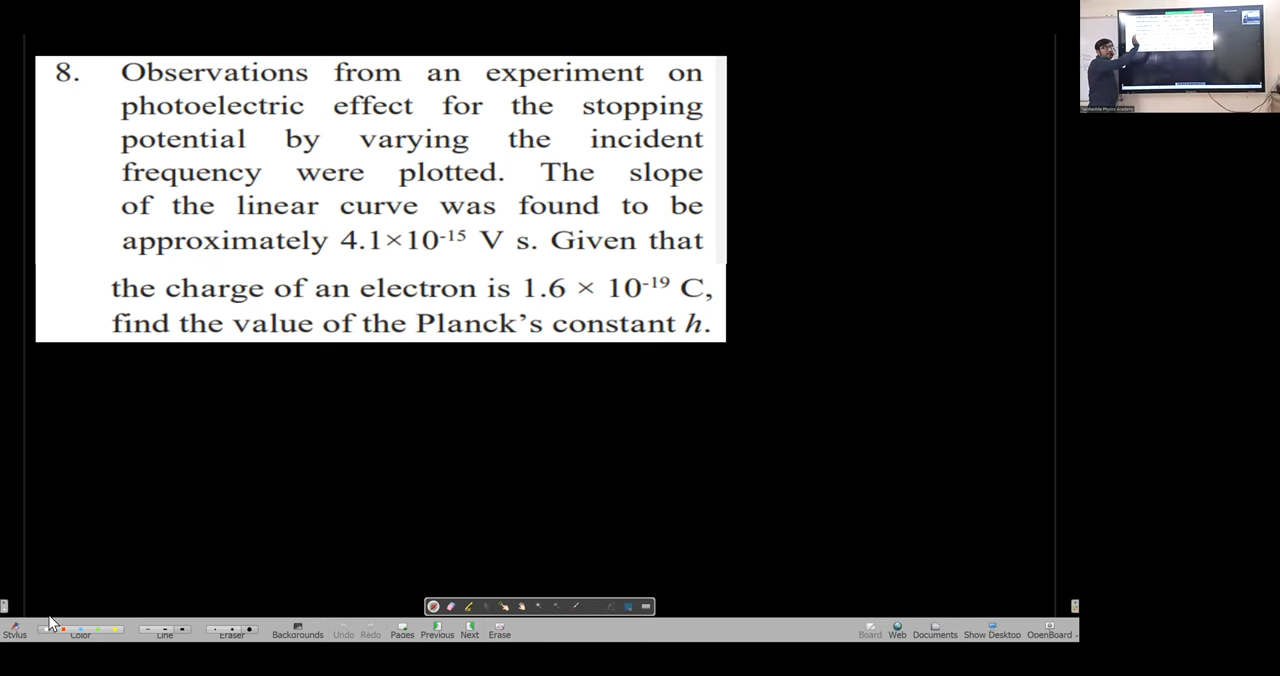 8. Observations from an experiment on
photoelectric effect for the stopping
potential by varying the incident
frequency were plotted. The slope
of the linear curve was found to be
approximately 4.1×10⁻¹⁵ V s. Given that
the charge of an electron is 1.6 × 10⁻¹⁹ C,
find the value of the Planck's constant h.
Stylus Color Line Eraser Backgrounds Undo Redo Pages Previous Next Erase Board Web Documents Show Desktop OpenBoard